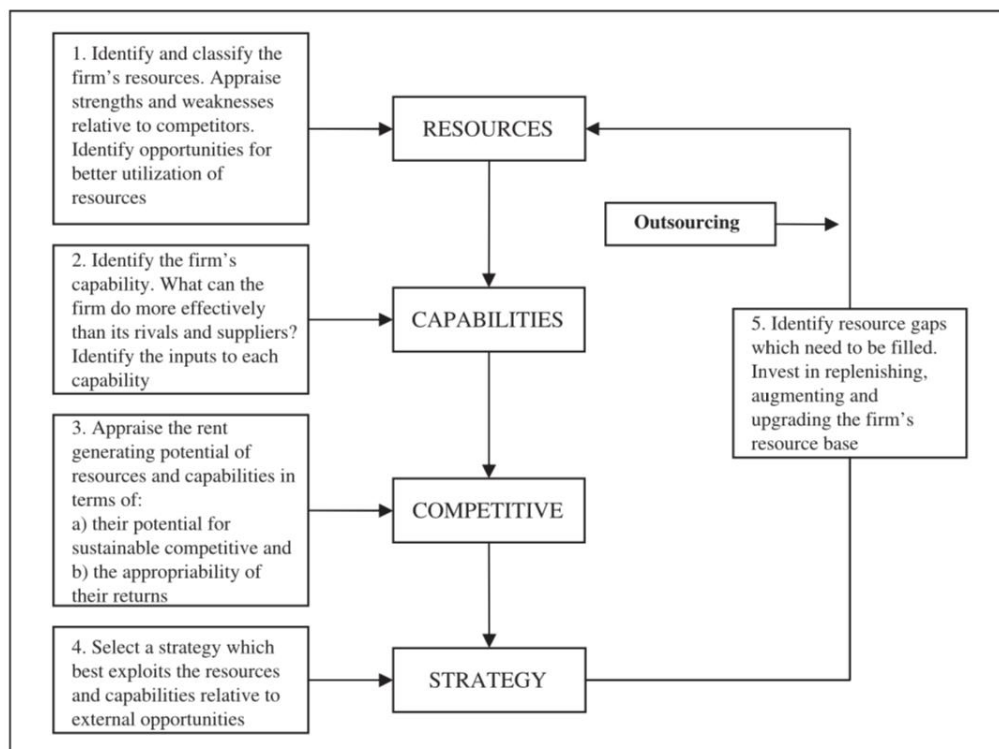 1. Identify and classify the
firm's resources. Appraise
strengths and weaknesses
relative to competitors.
Identify opportunities for
better utilization of
resources
RESOURCES
Outsourcing
2. Identify the firm's
capability. What can the
firm do more effectively
than its rivals and suppliers?
Identify the inputs to each
capability
CAPABILITIES
5. Identify resource gaps
which need to be filled.
Invest in replenishing,
augmenting and
upgrading the firm's
resource base
3. Appraise the rent
generating potential of
resources and capabilities in
terms of:
a) their potential for
sustainable competitive and
b) the appropriability of
their returns
COMPETITIVE
4. Select a strategy which
best exploits the resources
and capabilities relative to
external opportunities
STRATEGY